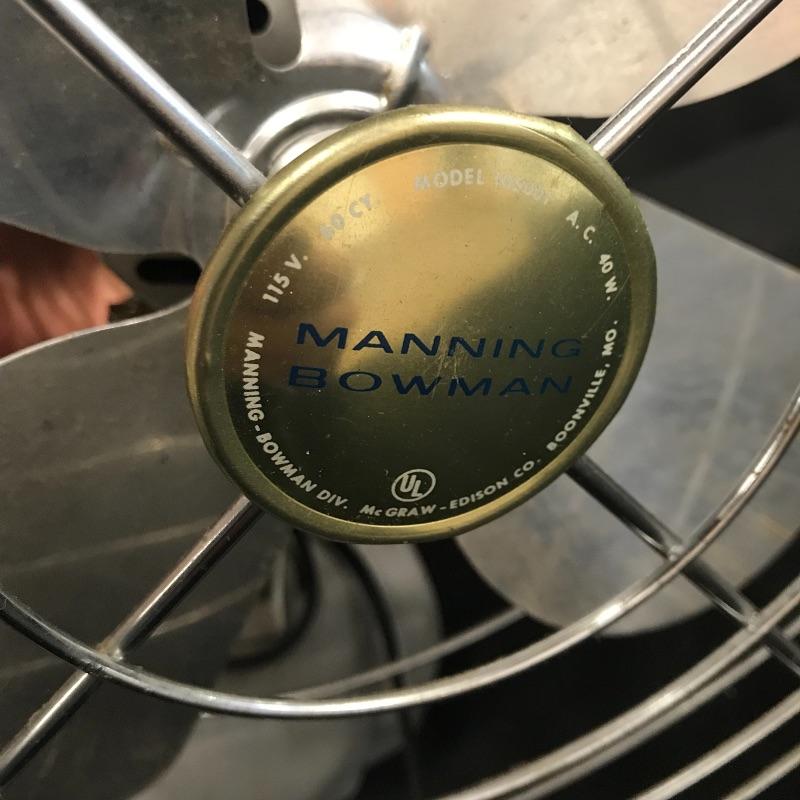 115 V. 60 CY. MODEL A.C. 40 W.
MANNING
BOWMAN
UL
MANNING-BOWMAN DIV. McGRAW-EDISON CO. BOONVILLE, MO.